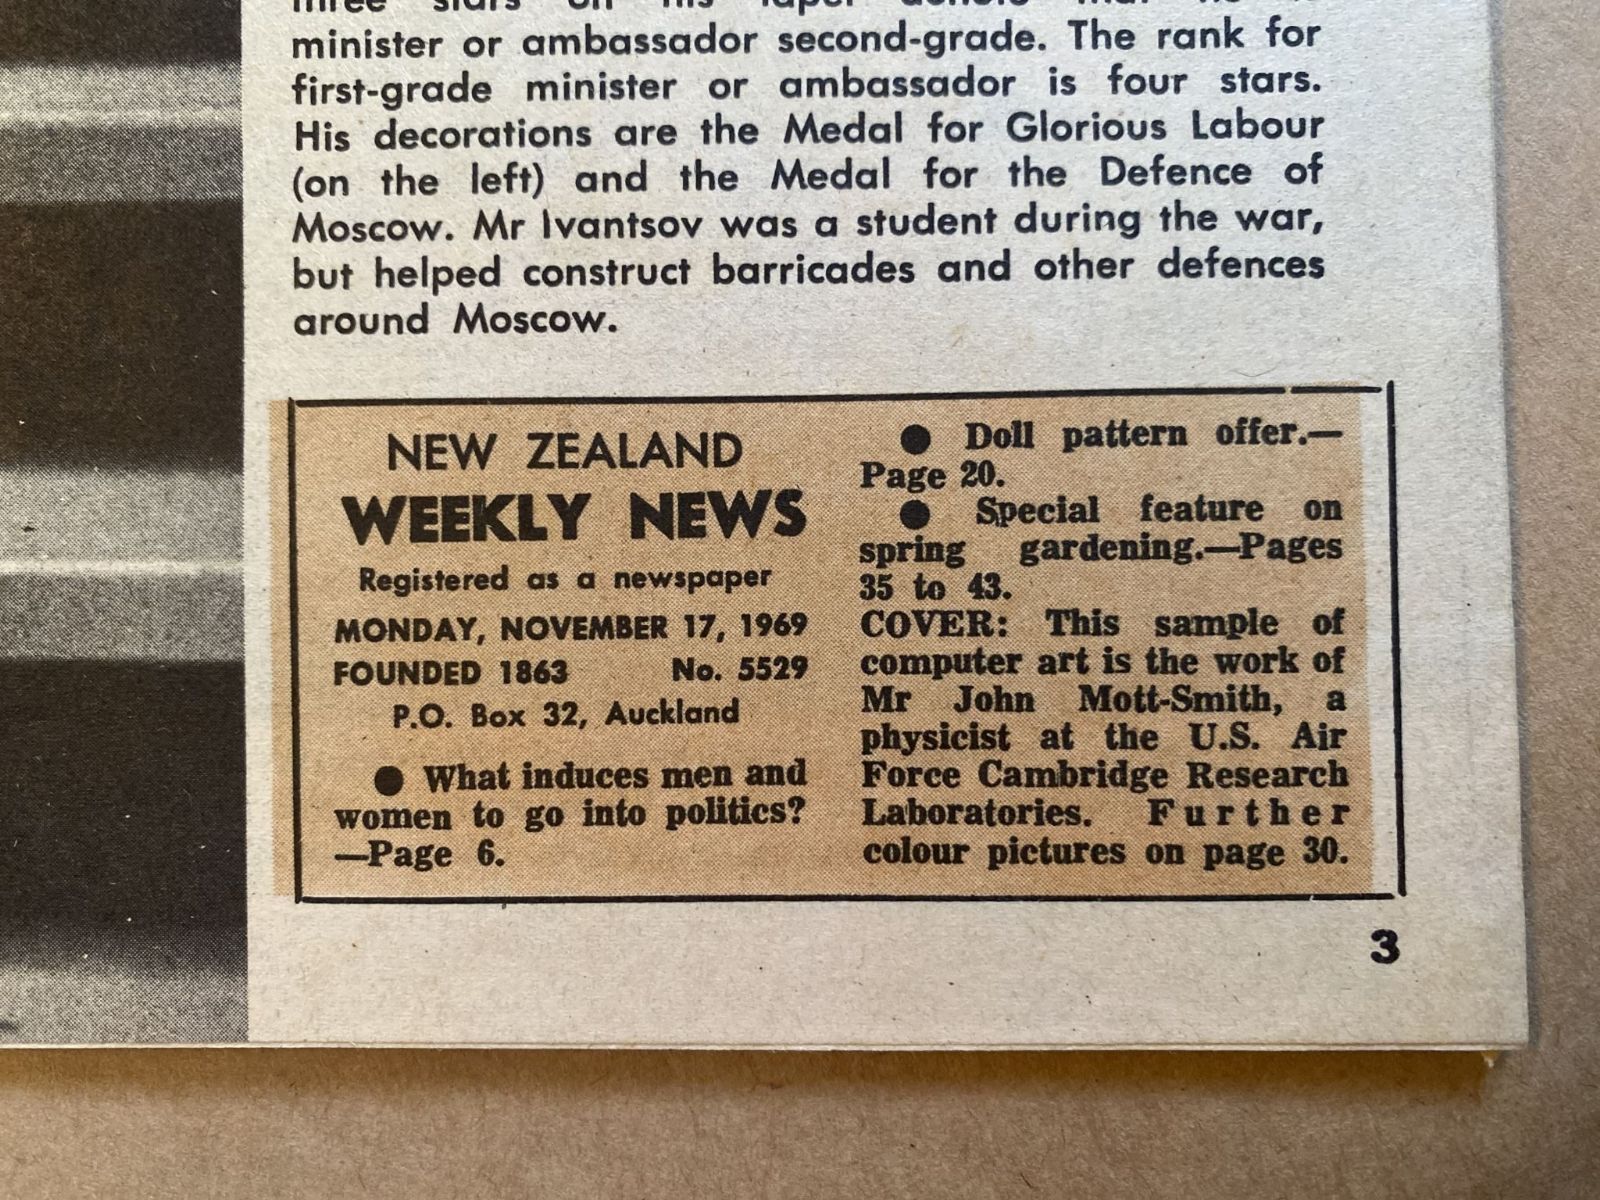 three stars on his
minister or ambassador second-grade. The rank for
first-grade minister or ambassador is four stars.
His decorations are the Medal for Glorious Labour
(on the left) and the Medal for the Defence of
Moscow. Mr Ivantsov was a student during the war,
but helped construct barricades and other defences
around Moscow.
NEW ZEALAND
WEEKLY NEWS
Registered as a newspaper
MONDAY, NOVEMBER 17, 1969
FOUNDED 1863 No. 5529
P.O. Box 32, Auckland
● What induces men and
women to go into politics?
—Page 6.
● Doll pattern offer.—
Page 20.
● Special feature on
spring gardening.—Pages
35 to 43.
COVER: This sample of
computer art is the work of
Mr John Mott-Smith, a
physicist at the U.S. Air
Force Cambridge Research
Laboratories. Further
colour pictures on page 30.
3